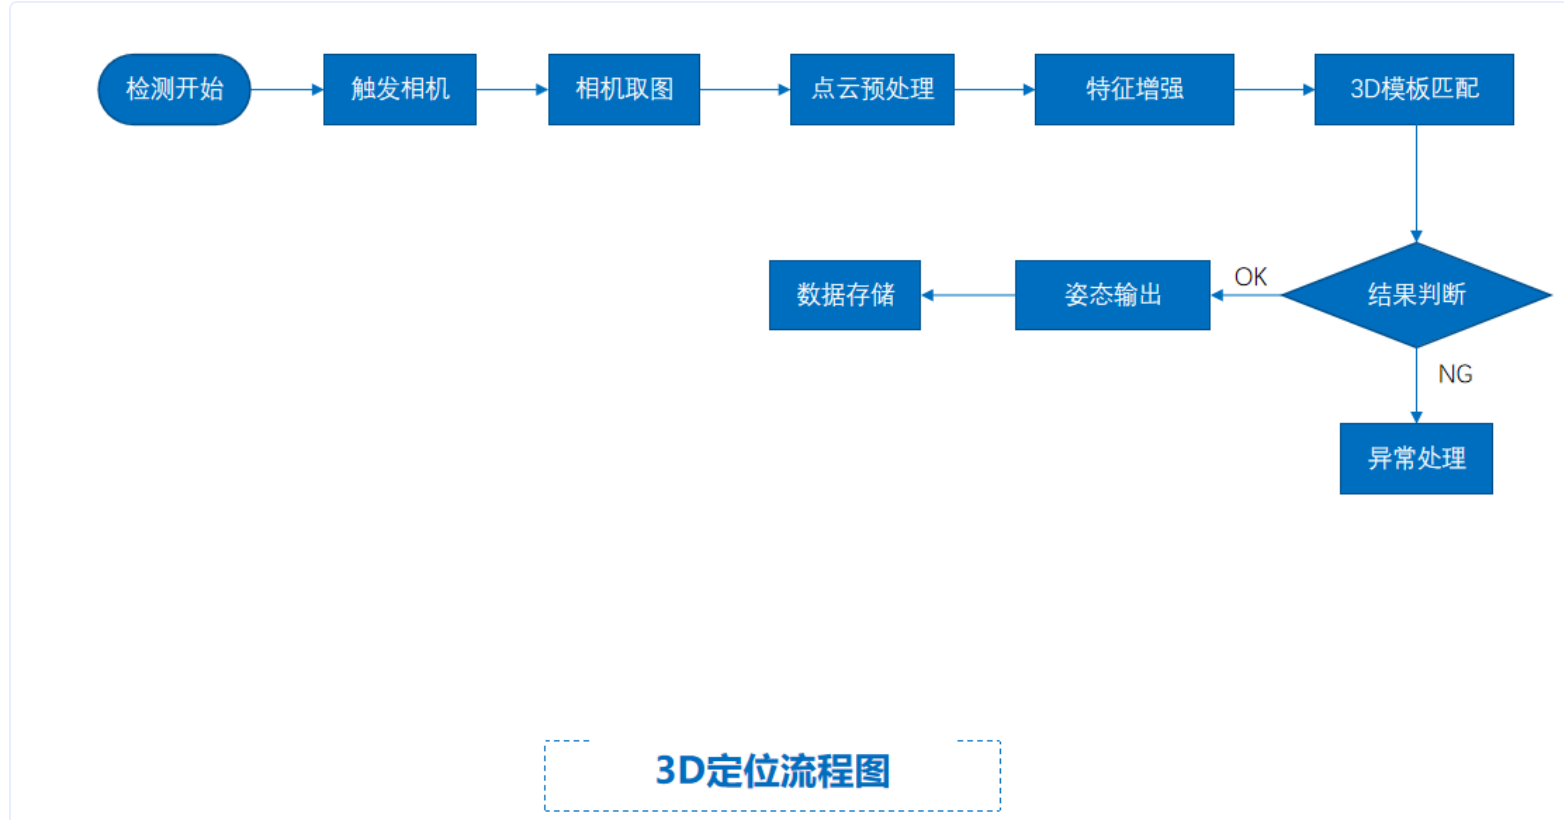 检测开始
触发相机
相机取图
点云预处理
特征增强
3D模板匹配
数据存储
姿态输出
OK
结果判断
NG
异常处理
3D定位流程图